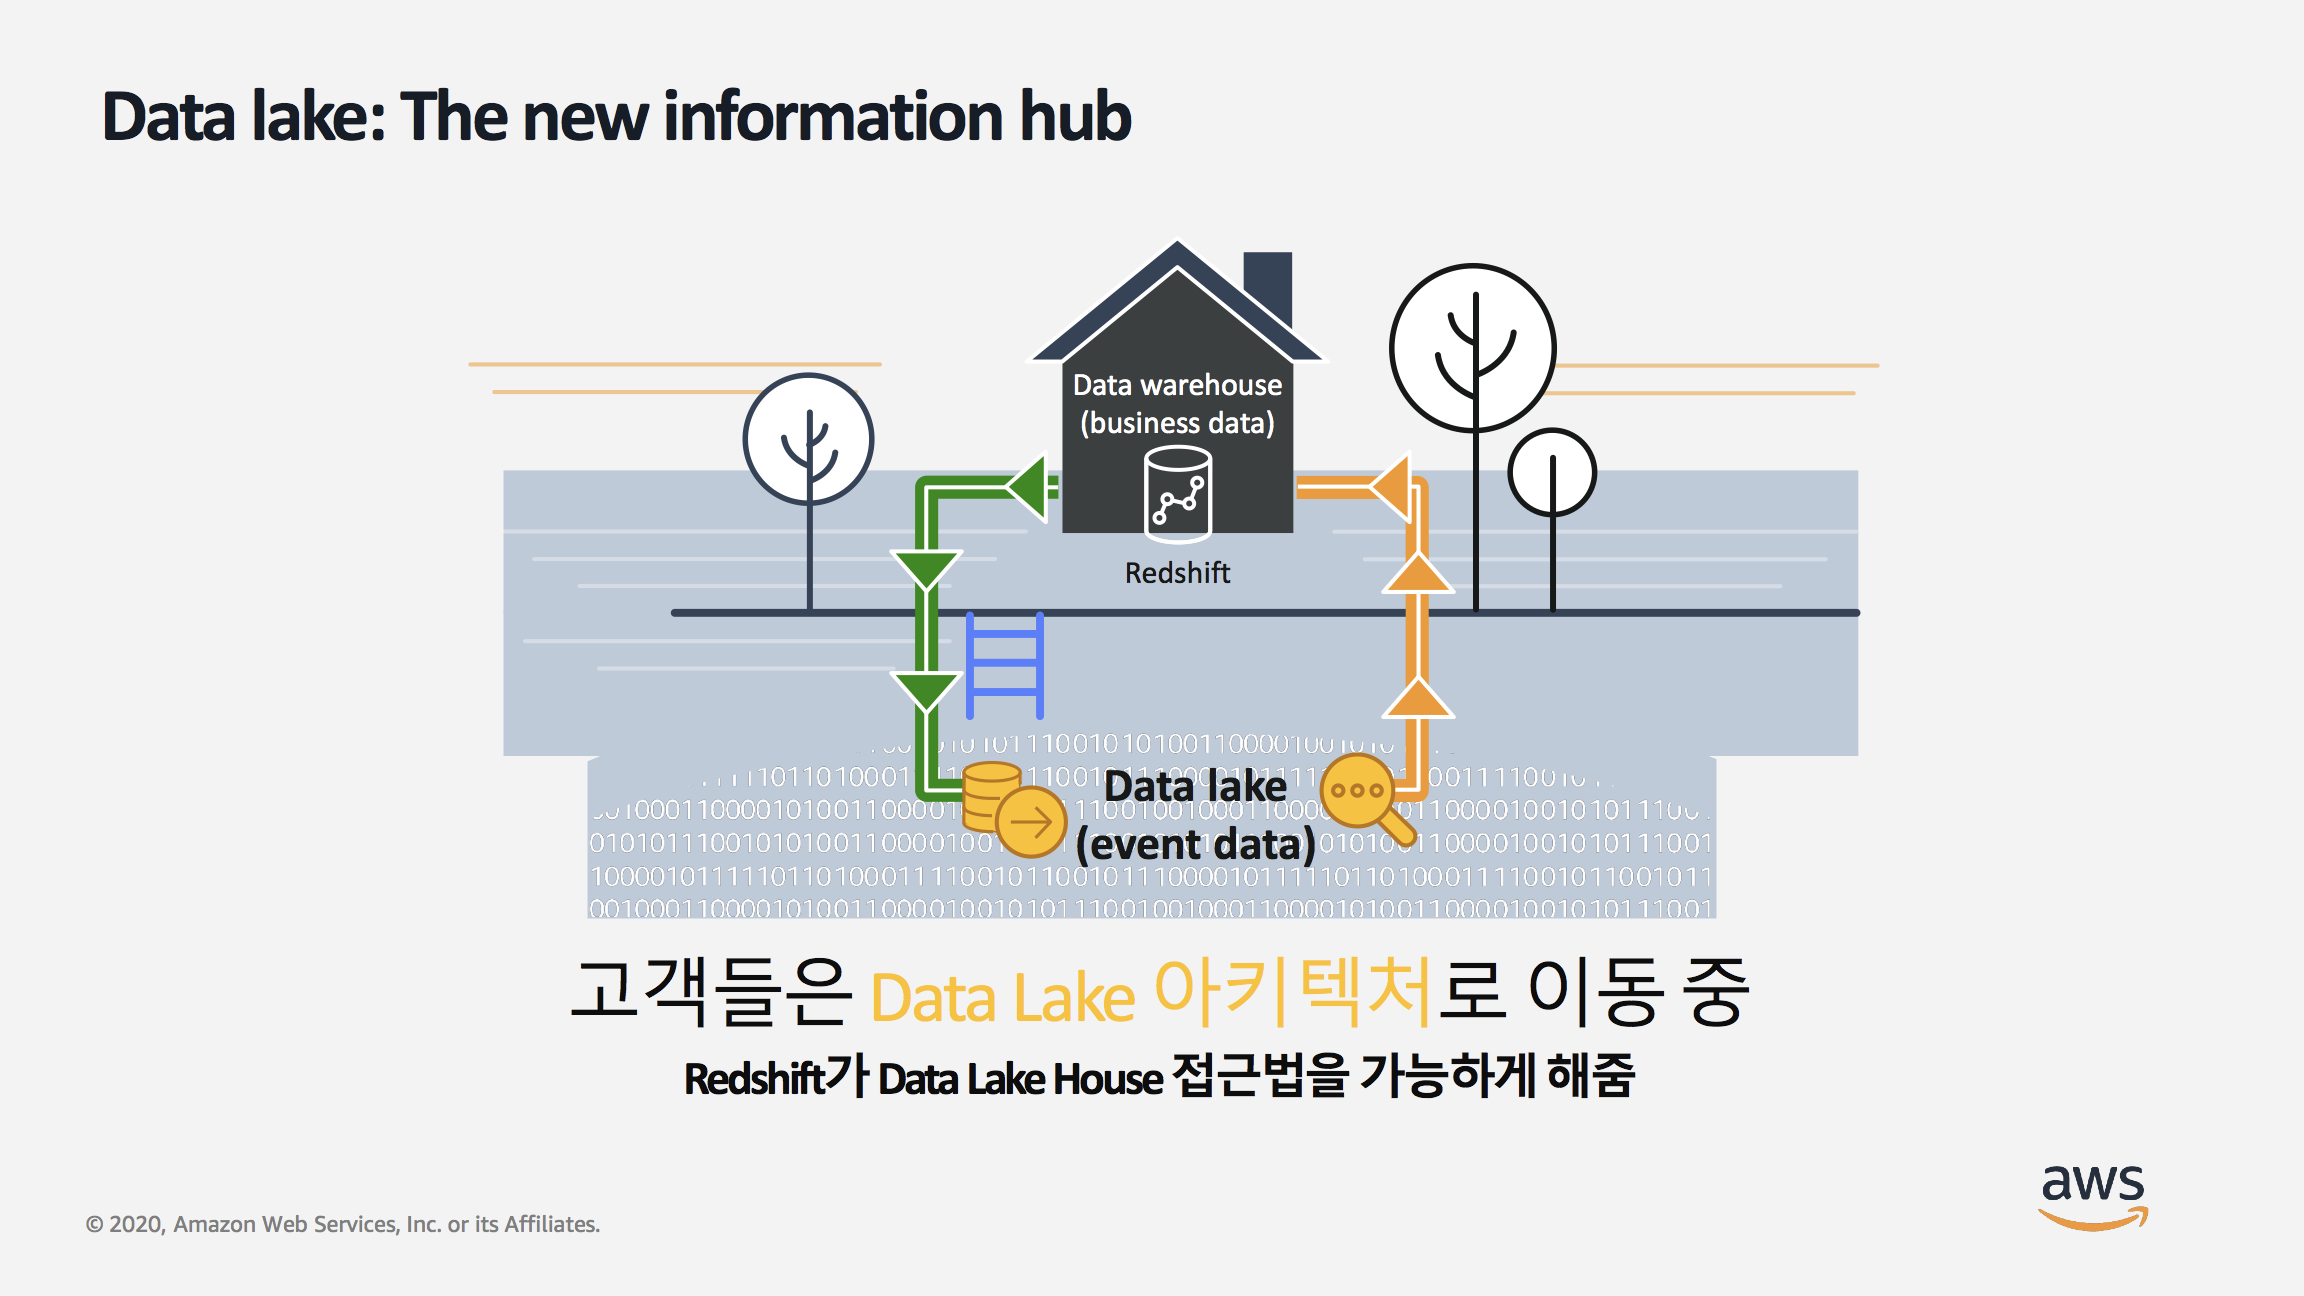 Data lake: The new information hub
Data warehouse
(business data)
Redshift
Data lake
(event data)
고객들은 Data Lake 아키텍처로 이동 중
Redshift가 Data Lake House 접근법을 가능하게 해줌
© 2020, Amazon Web Services, Inc. or its Affiliates.
aws